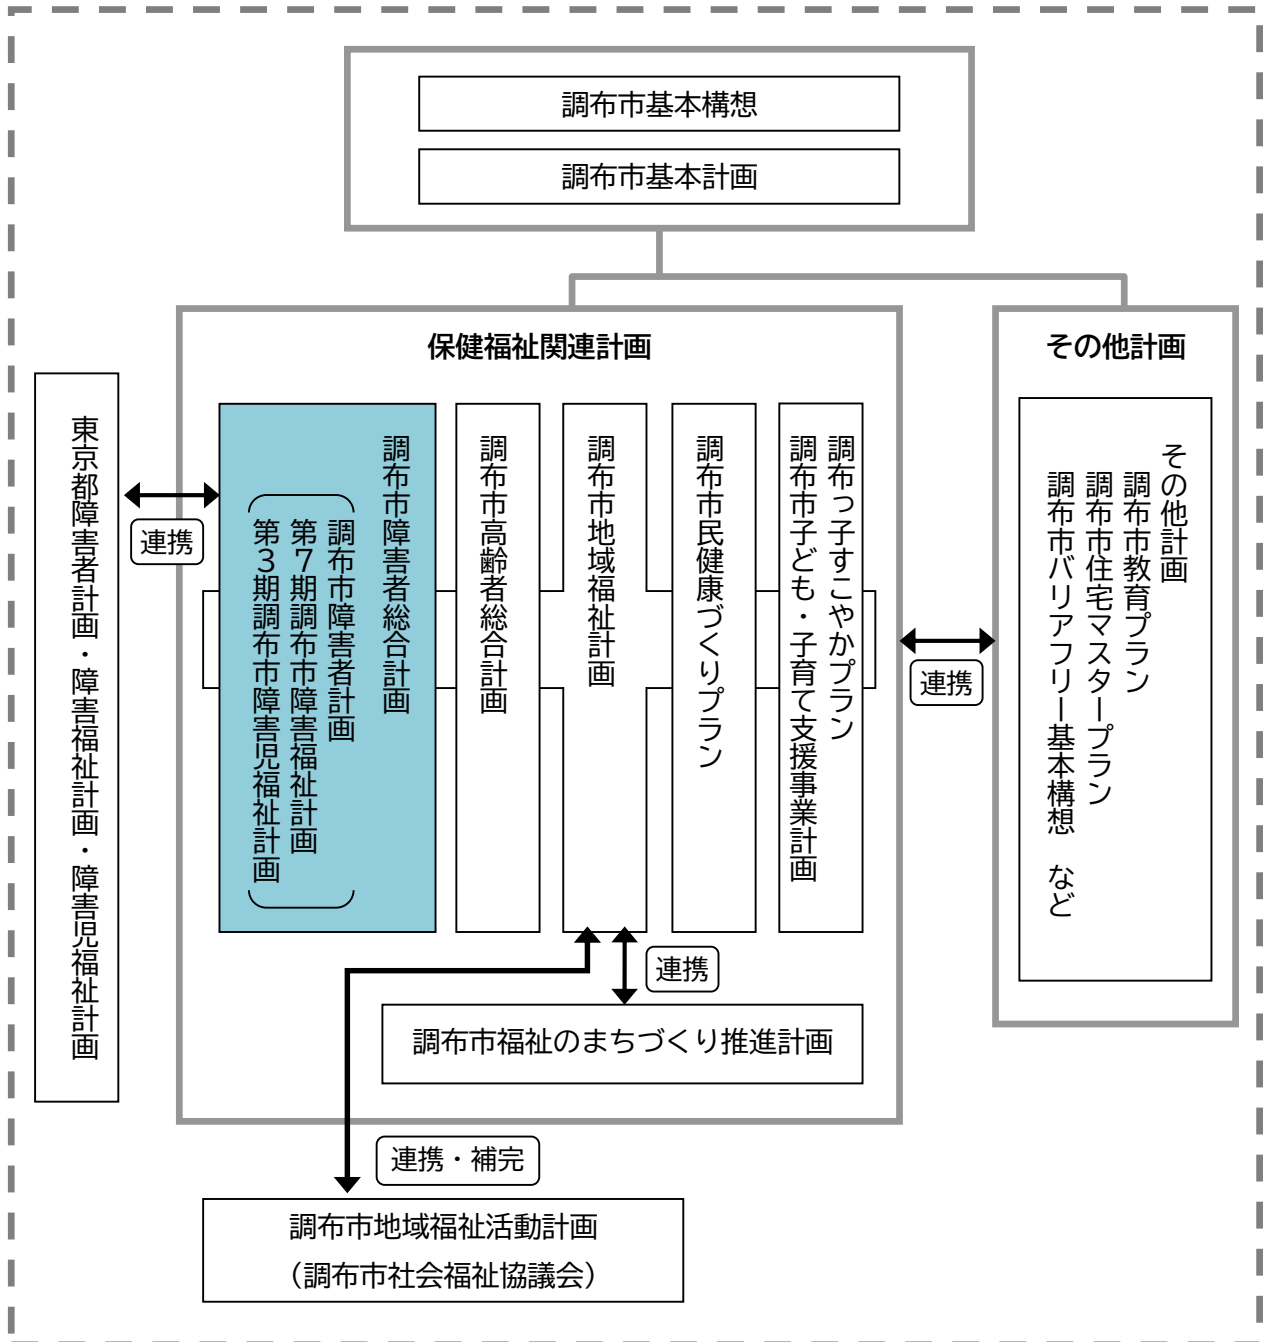 調布市基本構想
調布市基本計画
保健福祉関連計画
その他計画
東京都障害者計画・障害福祉計画・障害児福祉計画
連携
調布市障害者総合計画
調布市障害者計画
第７期調布市障害福祉計画
第３期調布市障害児福祉計画
調布市高齢者総合計画
調布市地域福祉計画
調布市民健康づくりプラン
調布っ子すこやかプラン
調布市子ども・子育て支援事業計画
連携
その他計画
調布市教育プラン
調布市住宅マスタープラン
調布市バリアフリー基本構想　など
連携
調布市福祉のまちづくり推進計画
連携・補完
調布市地域福祉活動計画
（調布市社会福祉協議会）